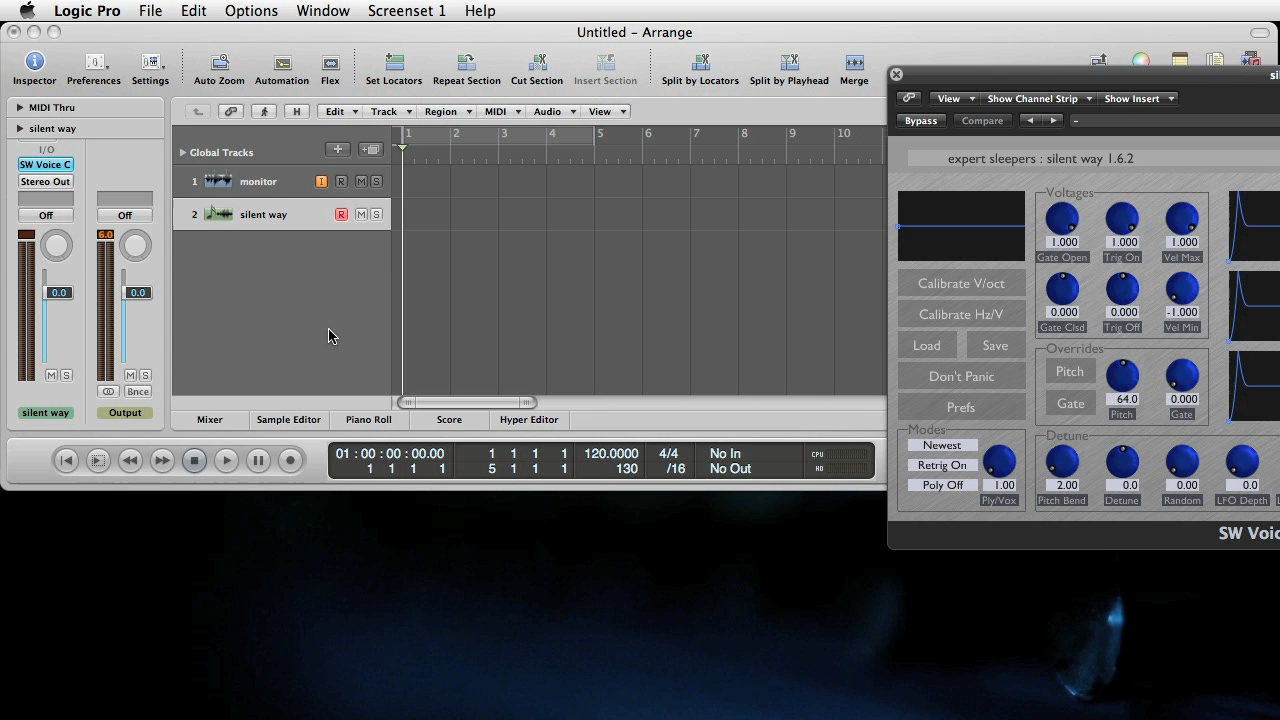 Logic Pro File Edit Options Window Screenset 1 Help
Untitled - Arrange
Inspector Preferences Settings Auto Zoom Automation Flex Set Locators Repeat Section Cut Section Insert Section Split by Locators Split by Playhead Merge
MIDI Thru
silent way
I/O
SW Voice C
Stereo Out
Off Off
6.0
0.0 0.0
M S M S
Bnce
silent way Output
H Edit Track Region MIDI Audio View
Global Tracks
1 2 3 4 5 6 7 8 9 10
1 monitor I R M S
2 silent way R M S
Mixer Sample Editor Piano Roll Score Hyper Editor
01 : 00 : 00 : 00.00 1 1 1 1 120.0000 4/4 No In CPU
1 1 1 1 5 1 1 1 130 /16 No Out HD
View Show Channel Strip Show Insert
Bypass Compare -
expert sleepers : silent way 1.6.2
Calibrate V/oct
Calibrate Hz/V
Load Save
Don't Panic
Prefs
Voltages
1.000 1.000 1.000
Gate Open Trig On Vel Max
0.000 0.000 -1.000
Gate Clsd Trig Off Vel Min
Overrides
Pitch
Gate
64.0 0.000
Pitch Gate
Modes
Newest
Retrig On
Poly Off 1.00
Ply/Vox
Detune
2.00 0.0 0.00 0.0
Pitch Bend Detune Random LFO Depth
SW Voic